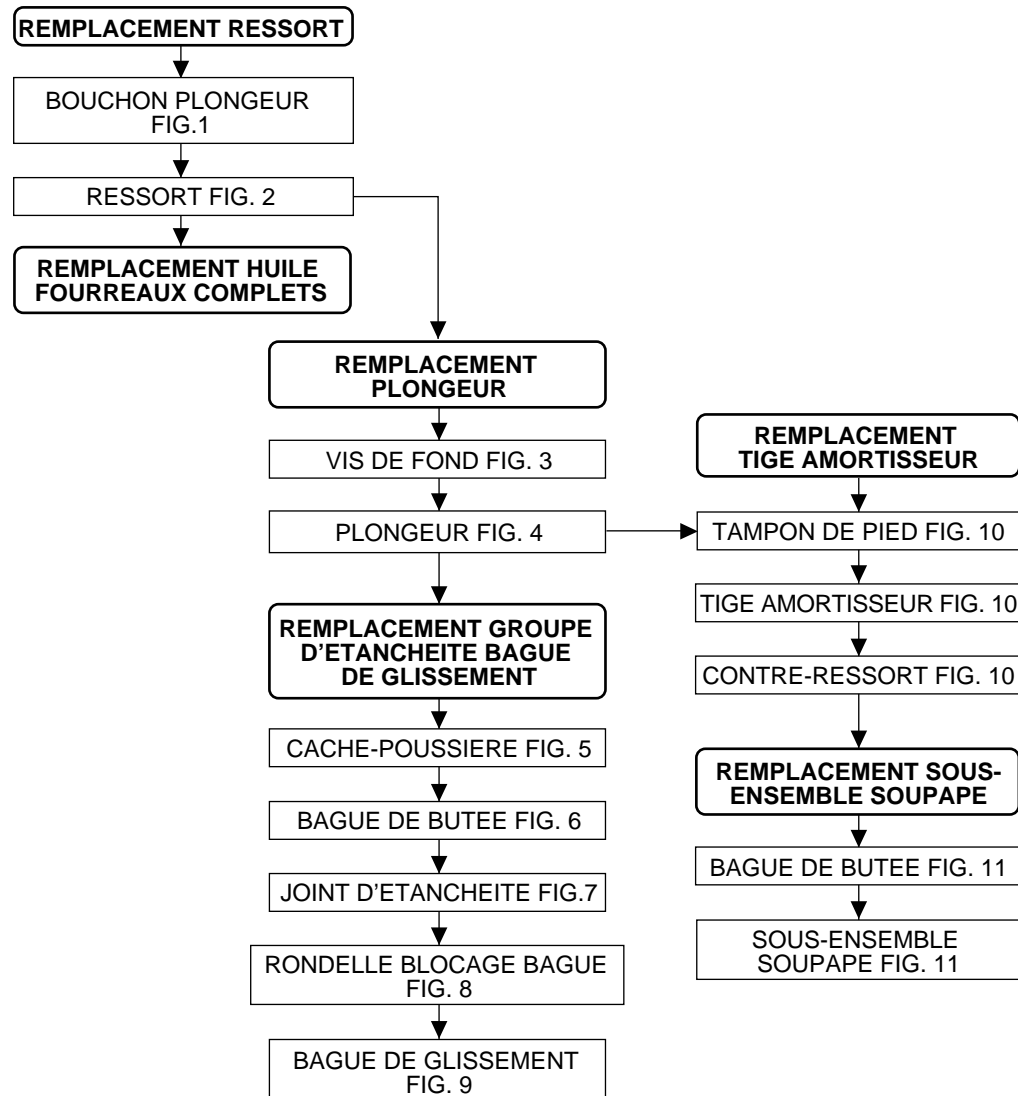 REMPLACEMENT RESSORT
BOUCHON PLONGEUR
FIG.1
RESSORT FIG. 2
REMPLACEMENT HUILE
FOURREAUX COMPLETS
REMPLACEMENT
PLONGEUR
VIS DE FOND FIG. 3
PLONGEUR FIG. 4
REMPLACEMENT GROUPE
D'ETANCHEITE BAGUE
DE GLISSEMENT
CACHE-POUSSIERE FIG. 5
BAGUE DE BUTEE FIG. 6
JOINT D'ETANCHEITE FIG.7
RONDELLE BLOCAGE BAGUE
FIG. 8
BAGUE DE GLISSEMENT
FIG. 9
REMPLACEMENT
TIGE AMORTISSEUR
TAMPON DE PIED FIG. 10
TIGE AMORTISSEUR FIG. 10
CONTRE-RESSORT FIG. 10
REMPLACEMENT SOUS-
ENSEMBLE SOUPAPE
BAGUE DE BUTEE FIG. 11
SOUS-ENSEMBLE
SOUPAPE FIG. 11